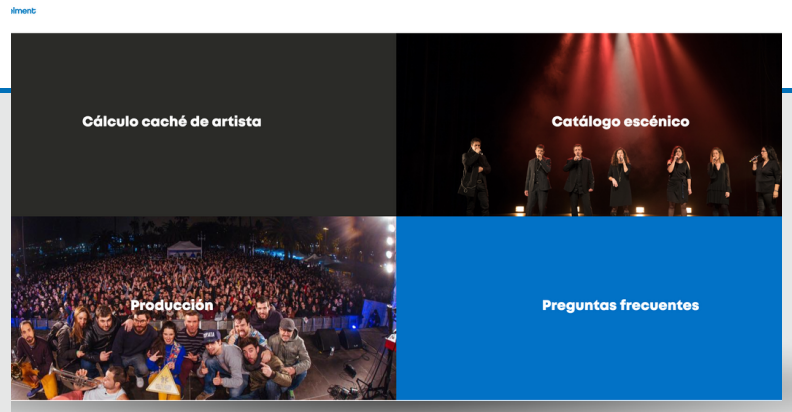 Cálculo caché de artista
Catálogo escénico
Producción
Preguntas frecuentes